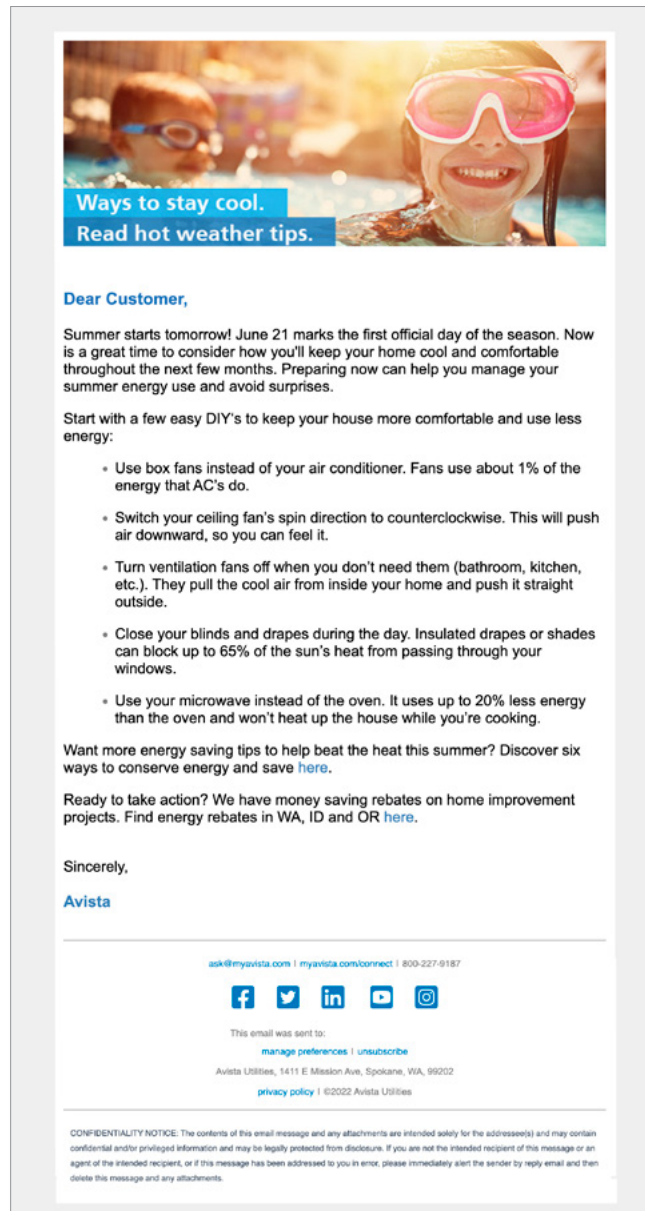 Ways to stay cool.
Read hot weather tips.
Dear Customer,
Summer starts tomorrow! June 21 marks the first official day of the season. Now
is a great time to consider how you'll keep your home cool and comfortable
throughout the next few months. Preparing now can help you manage your
summer energy use and avoid surprises.
Start with a few easy DIY's to keep your house more comfortable and use less
energy:
• Use box fans instead of your air conditioner. Fans use about 1% of the
energy that AC's do.
• Switch your ceiling fan's spin direction to counterclockwise. This will push
air downward, so you can feel it.
• Turn ventilation fans off when you don't need them (bathroom, kitchen,
etc.). They pull the cool air from inside your home and push it straight
outside.
• Close your blinds and drapes during the day. Insulated drapes or shades
can block up to 65% of the sun's heat from passing through your
windows.
• Use your microwave instead of the oven. It uses up to 20% less energy
than the oven and won't heat up the house while you're cooking.
Want more energy saving tips to help beat the heat this summer? Discover six
ways to conserve energy and save here.
Ready to take action? We have money saving rebates on home improvement
projects. Find energy rebates in WA, ID and OR here.
Sincerely,
Avista
ask@myavista.com | myavista.com/connect | 800-227-9187
This email was sent to:
manage preferences | unsubscribe
Avista Utilities, 1411 E Mission Ave, Spokane, WA, 99202
privacy policy | ©2022 Avista Utilities
CONFIDENTIALITY NOTICE: The contents of this email message and any attachments are intended solely for the addressee(s) and may contain
confidential and/or privileged information and may be legally protected from disclosure. If you are not the intended recipient of this message or an
agent of the intended recipient, or if this message has been addressed to you in error, please immediately alert the sender by reply email and then
delete this message and any attachments.